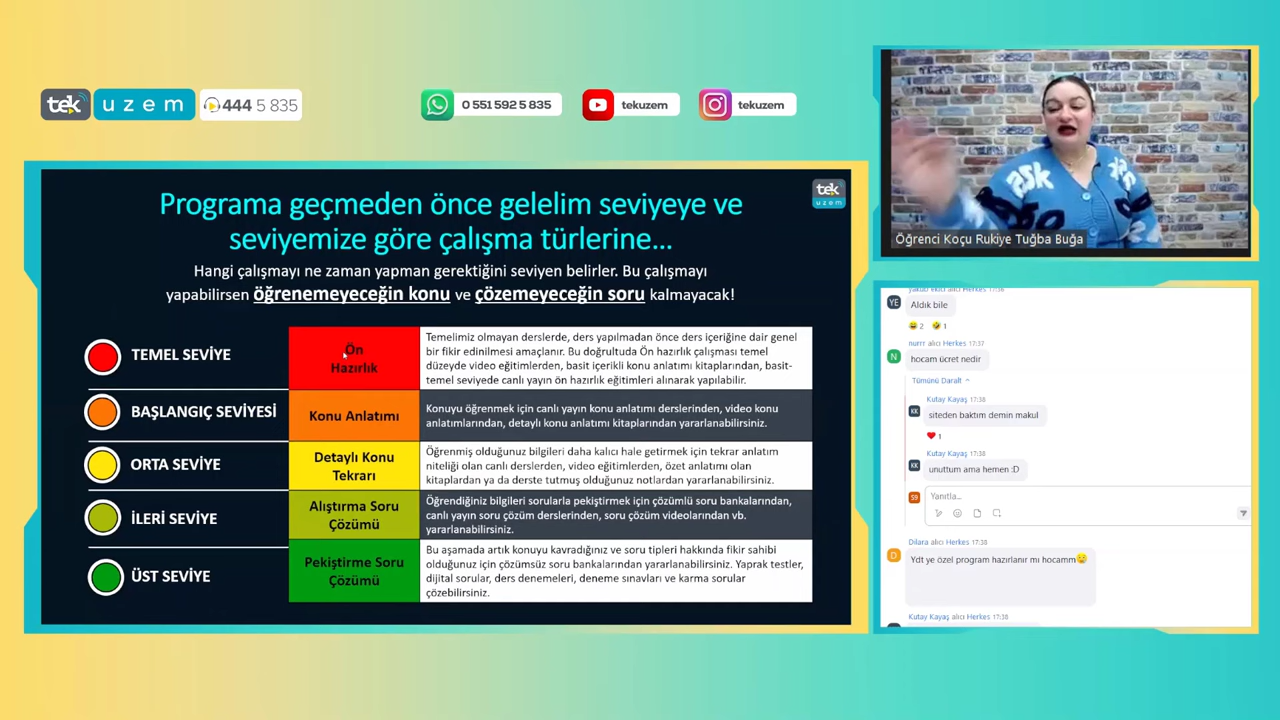 tek
uzem
444 5 835
0 551 592 5 835
tekuzem
tekuzem
tek
uzem
Programa geçmeden önce gelelim seviyeye ve
seviyemize göre çalışma türlerine...
Hangi çalışmayı ne zaman yapman gerektiğini seviyen belirler. Bu çalışmayı
yapabilirsen öğrenemeyeceğin konu ve çözemeyeceğin soru kalmayacak!
TEMEL SEVİYE
Ön
Hazırlık
Temelimiz olmayan derslerde, ders yapılmadan önce ders içeriğine dair genel
bir fikir edinilmesi amaçlanır. Bu doğrultuda Ön hazırlık çalışması temel
düzeyde video eğitimlerden, basit içerikli konu anlatımı kitaplarından, basit-
temel seviyede canlı yayın ön hazırlık eğitimleri alınarak yapılabilir.
BAŞLANGIÇ SEVİYESİ
Konu Anlatımı
Konuyu öğrenmek için canlı yayın konu anlatımı derslerinden, video konu
anlatımlarından, detaylı konu anlatımı kitaplarından yararlanabilirsiniz.
ORTA SEVİYE
Detaylı Konu
Tekrarı
Öğrenmiş olduğunuz bilgileri daha kalıcı hale getirmek için tekrar anlatım
niteliği olan canlı derslerden, video eğitimlerden, özet anlatımı olan
kitaplardan ya da derste tutmuş olduğunuz notlardan yararlanabilirsiniz.
İLERİ SEVİYE
Alıştırma Soru
Çözümü
Öğrendiğiniz bilgileri sorularla pekiştirmek için çözümlü soru bankalarından,
canlı yayın soru çözüm derslerinden, soru çözüm videolarından vb.
yararlanabilirsiniz.
ÜST SEVİYE
Pekiştirme Soru
Çözümü
Bu aşamada artık konuyu kavradığınız ve soru tipleri hakkında fikir sahibi
olduğunuz için çözümsüz soru bankalarından yararlanabilirsiniz. Yaprak testler,
dijital sorular, ders denemeleri, deneme sınavları ve karma sorular
çözebilirsiniz.
Öğrenci Koçu Rukiye Tuğba Buğa
YE
Aldık bile
2
1
nurrr alıcı Herkes 17:37
N
hocam ücret nedir
Tümünü Daralt
Kutay Kayaş 17:38
KK
siteden baktım demin makul
1
Kutay Kayaş 17:38
KK
unuttum ama hemen :D
S9
Yanıtla...
Dilara alıcı Herkes 17:38
D
Ydt ye özel program hazırlanır mı hocamm
Kutay Kayaş alıcı Herkes 17:38